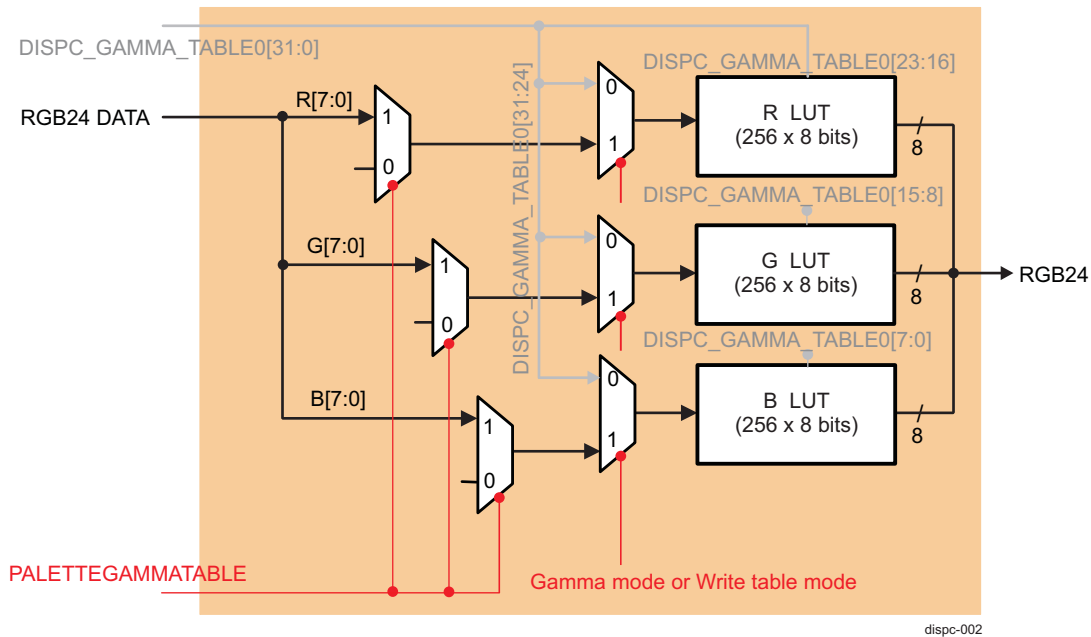 DISPC_GAMMA_TABLE0[31:0]
DISPC_GAMMA_TABLE0[23:16]
DISPC_GAMMA_TABLE0[31:24]
RGB24 DATA
R[7:0]
1
0
0
1
R LUT
(256 x 8 bits)
8
DISPC_GAMMA_TABLE0[15:8]
G[7:0]
1
0
0
1
G LUT
(256 x 8 bits)
8
RGB24
DISPC_GAMMA_TABLE0[7:0]
B[7:0]
1
0
0
1
B LUT
(256 x 8 bits)
8
PALETTEGAMMATABLE
Gamma mode or Write table mode
dispc-002